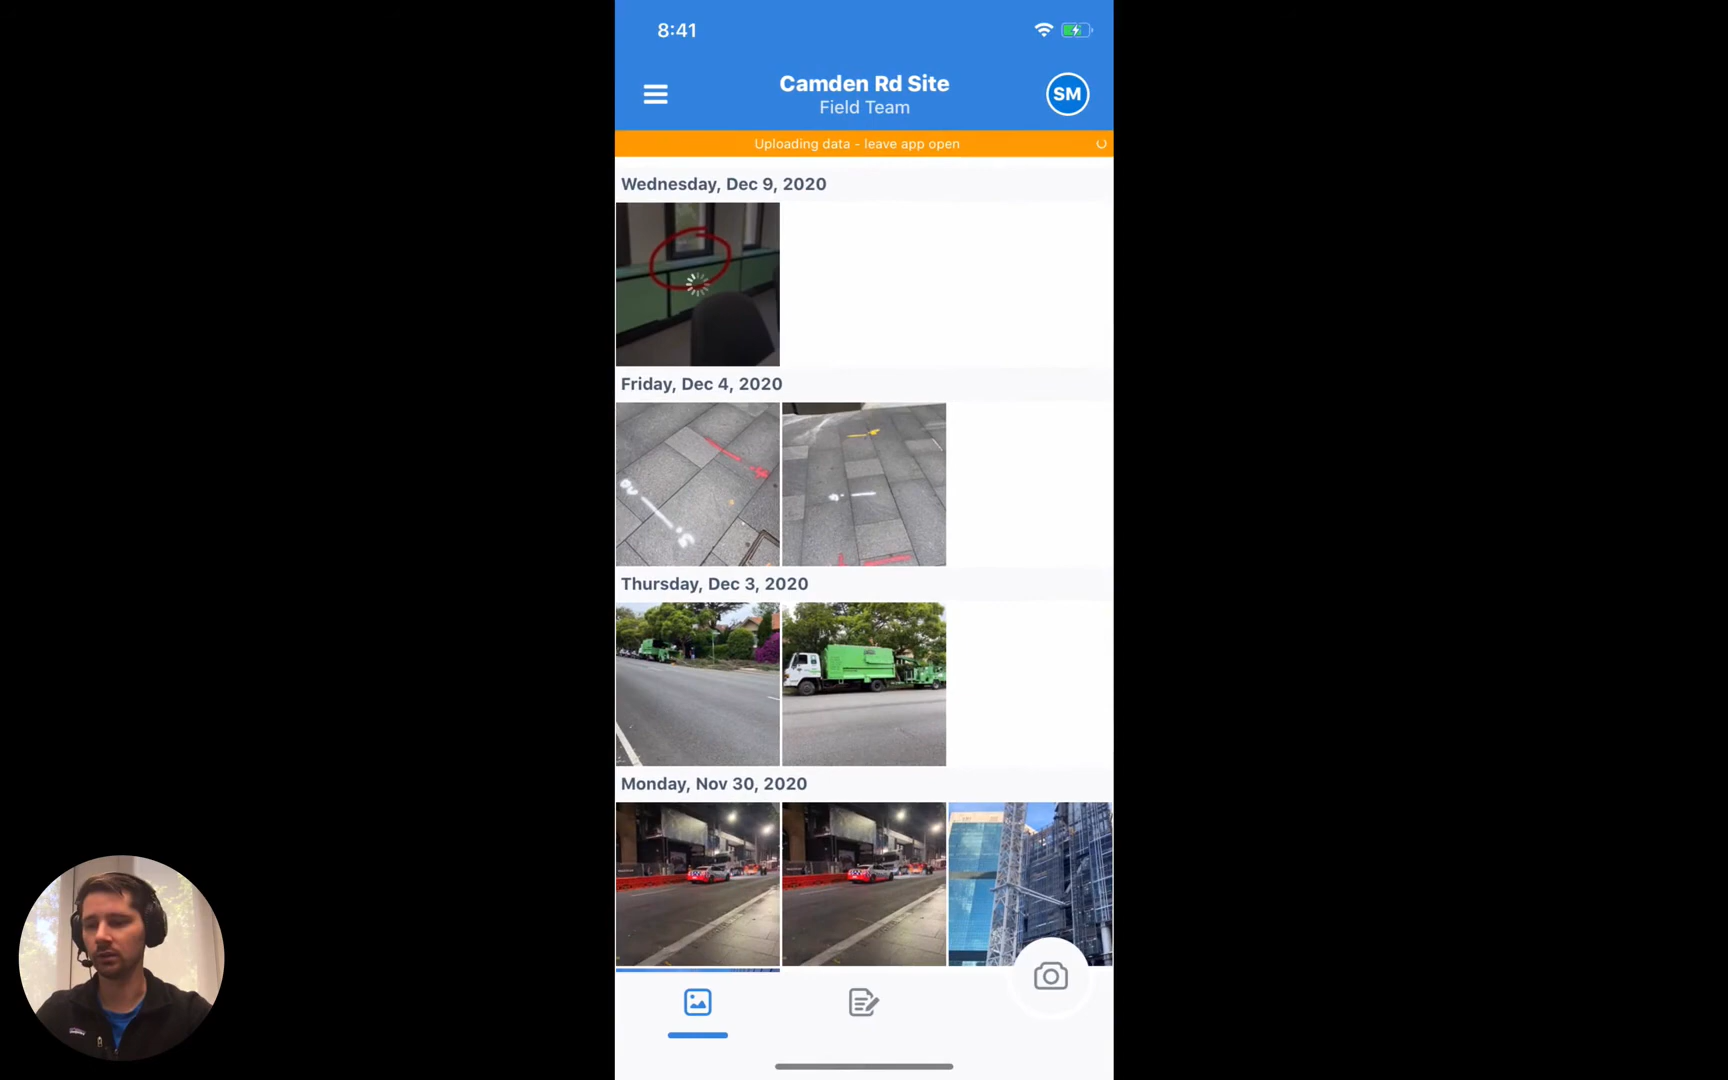 8:41
Camden Rd Site
SM
Field Team
Uploading data - leave app open
Wednesday, Dec 9, 2020
Friday, Dec 4, 2020
Thursday, Dec 3, 2020
Monday, Nov 30, 2020